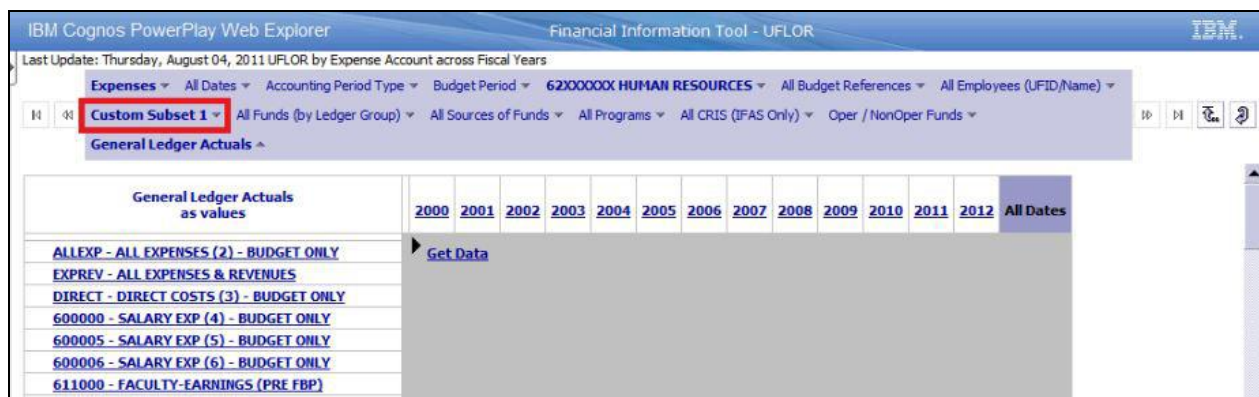 IBM Cognos PowerPlay Web Explorer Financial Information Tool - UFLOR IBM.
Last Update: Thursday, August 04, 2011 UFLOR by Expense Account across Fiscal Years
Expenses All Dates Accounting Period Type Budget Period 62XXXXXX HUMAN RESOURCES All Budget References All Employees (UFID/Name)
Custom Subset 1 All Funds (by Ledger Group) All Sources of Funds All Programs All CRIS (IFAS Only) Oper / NonOper Funds
General Ledger Actuals
General Ledger Actuals
as values
2000 2001 2002 2003 2004 2005 2006 2007 2008 2009 2010 2011 2012 All Dates
ALLEXP - ALL EXPENSES (2) - BUDGET ONLY Get Data
EXPREV - ALL EXPENSES & REVENUES
DIRECT - DIRECT COSTS (3) - BUDGET ONLY
600000 - SALARY EXP (4) - BUDGET ONLY
600005 - SALARY EXP (5) - BUDGET ONLY
600006 - SALARY EXP (6) - BUDGET ONLY
611000 - FACULTY-EARNINGS (PRE FBP)